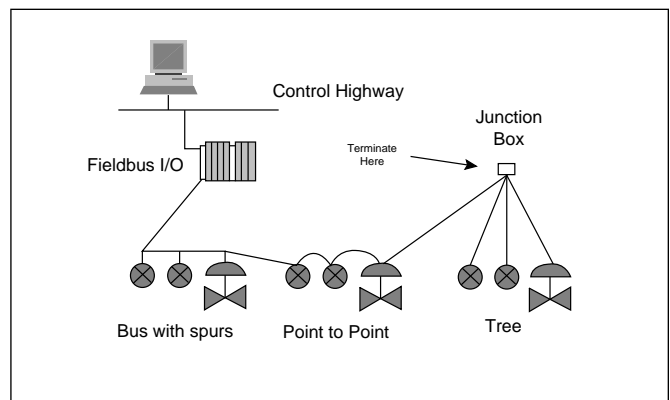 Control Highway
Junction
Box
Terminate
Here
Fieldbus I/O
Bus with spurs
Point to Point
Tree